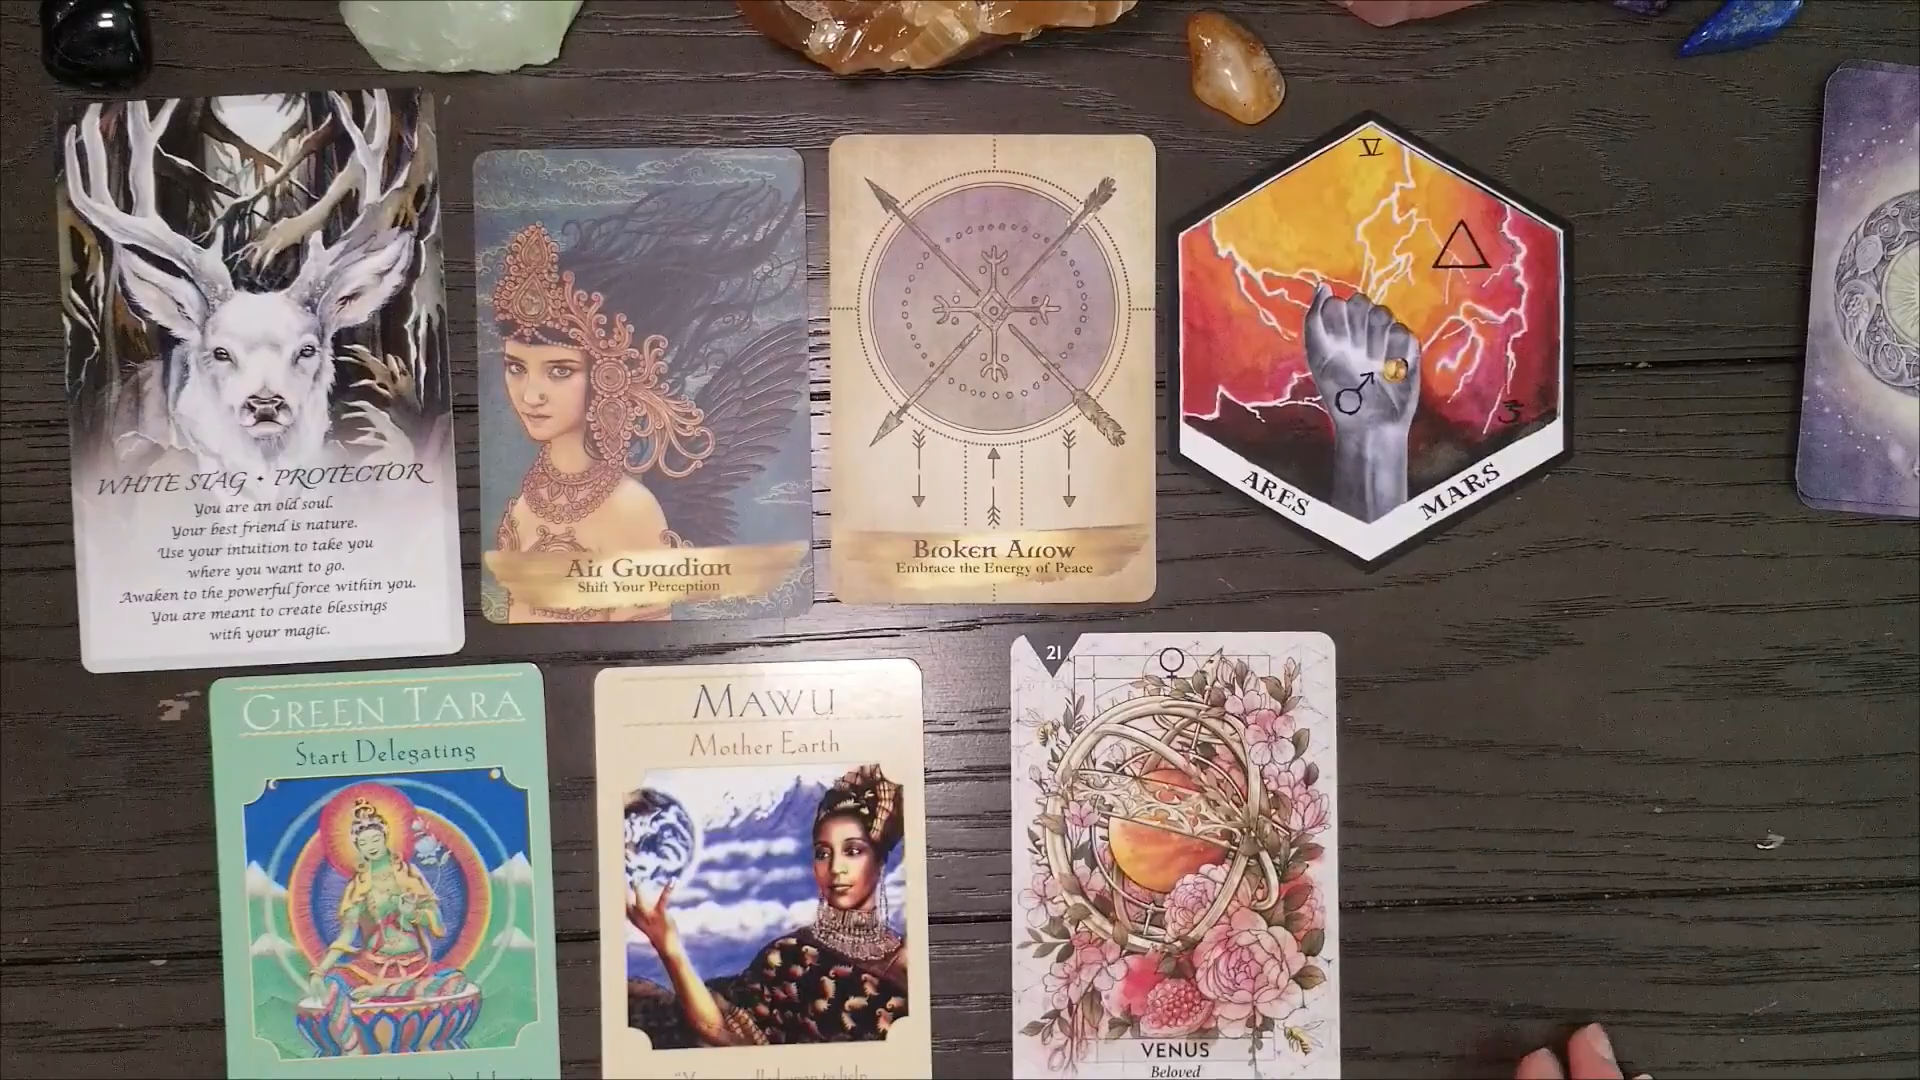 WHITE STAG • PROTECTOR
You are an old soul.
Your best friend is nature.
Use your intuition to take you
where you want to go.
Awaken to the powerful force within you.
You are meant to create blessings
with your magic.
Air Guardian
Shift Your Perception
Broken Arrow
Embrace the Energy of Peace
V
ARES
MARS
GREEN TARA
Start Delegating
MAWU
Mother Earth
21
VENUS
Beloved